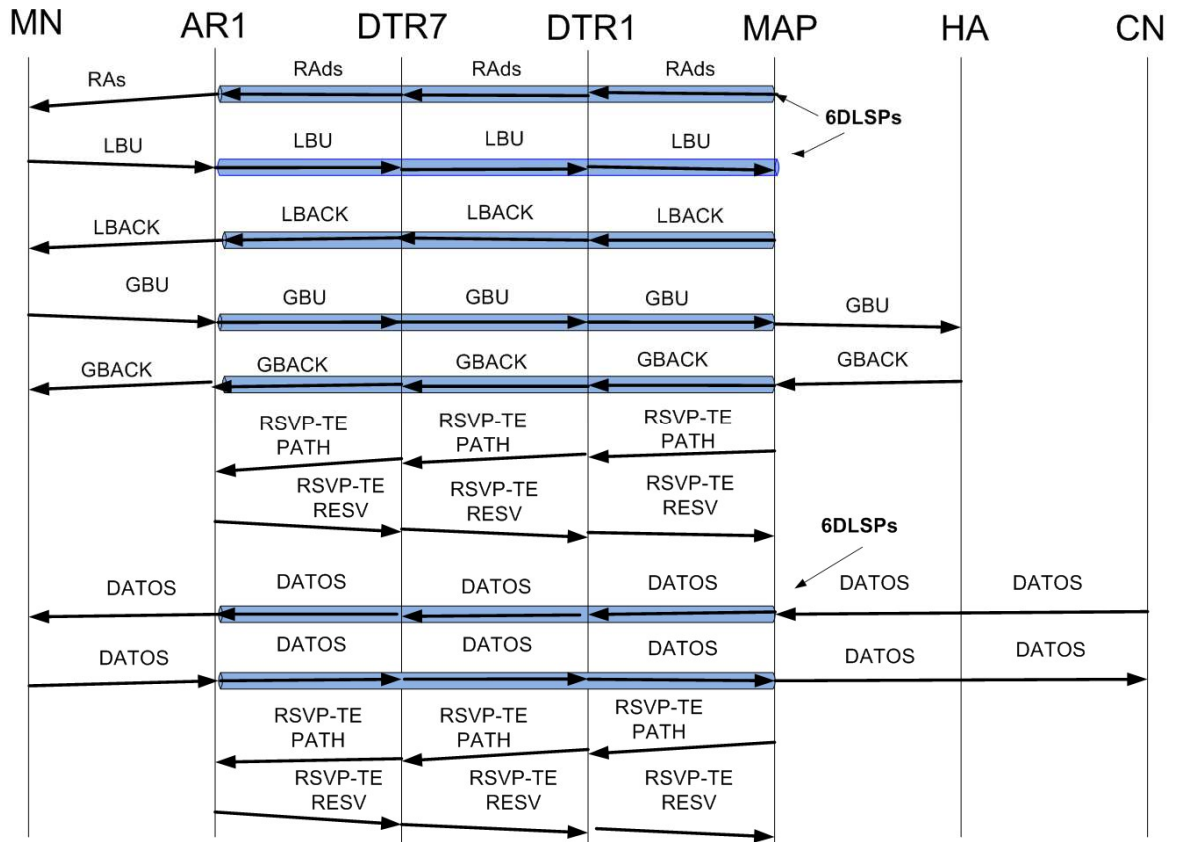 MN AR1 DTR7 DTR1 MAP HA CN
RAs RAds RAds RAds
6DLSPs
LBU LBU LBU LBU
LBACK LBACK LBACK LBACK
GBU GBU GBU GBU GBU
GBACK GBACK GBACK GBACK GBACK
RSVP-TE RSVP-TE RSVP-TE
PATH PATH PATH
RSVP-TE RSVP-TE RSVP-TE
RESV RESV RESV
6DLSPs
DATOS DATOS DATOS DATOS DATOS DATOS
DATOS DATOS DATOS DATOS DATOS DATOS
RSVP-TE RSVP-TE RSVP-TE
PATH PATH PATH
RSVP-TE RSVP-TE RSVP-TE
RESV RESV RESV